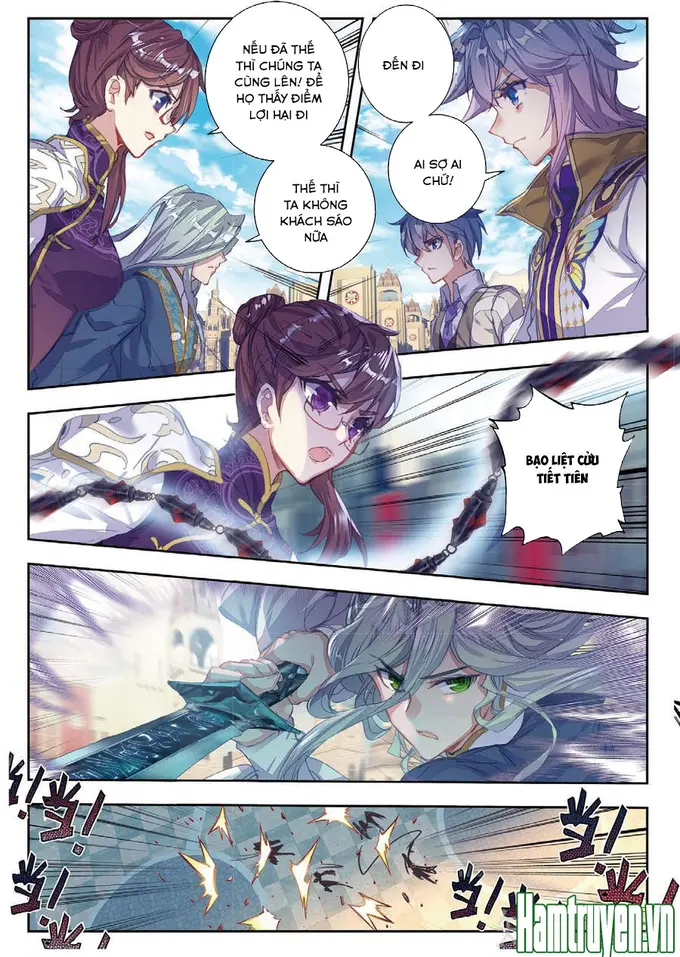 NẾU ĐÃ THẾ
THÌ CHÚNG TA
CÙNG LÊN! ĐỂ
HỌ THẤY ĐIỂM
LỢI HẠI ĐI
THẾ THÌ
TA KHÔNG
KHÁCH SÁO
NỮA
ĐẾN ĐI
AI SỢ AI
CHỨ!
BẠO LIỆT CỬU
TIẾT TIÊN
Hamtruyen.vn